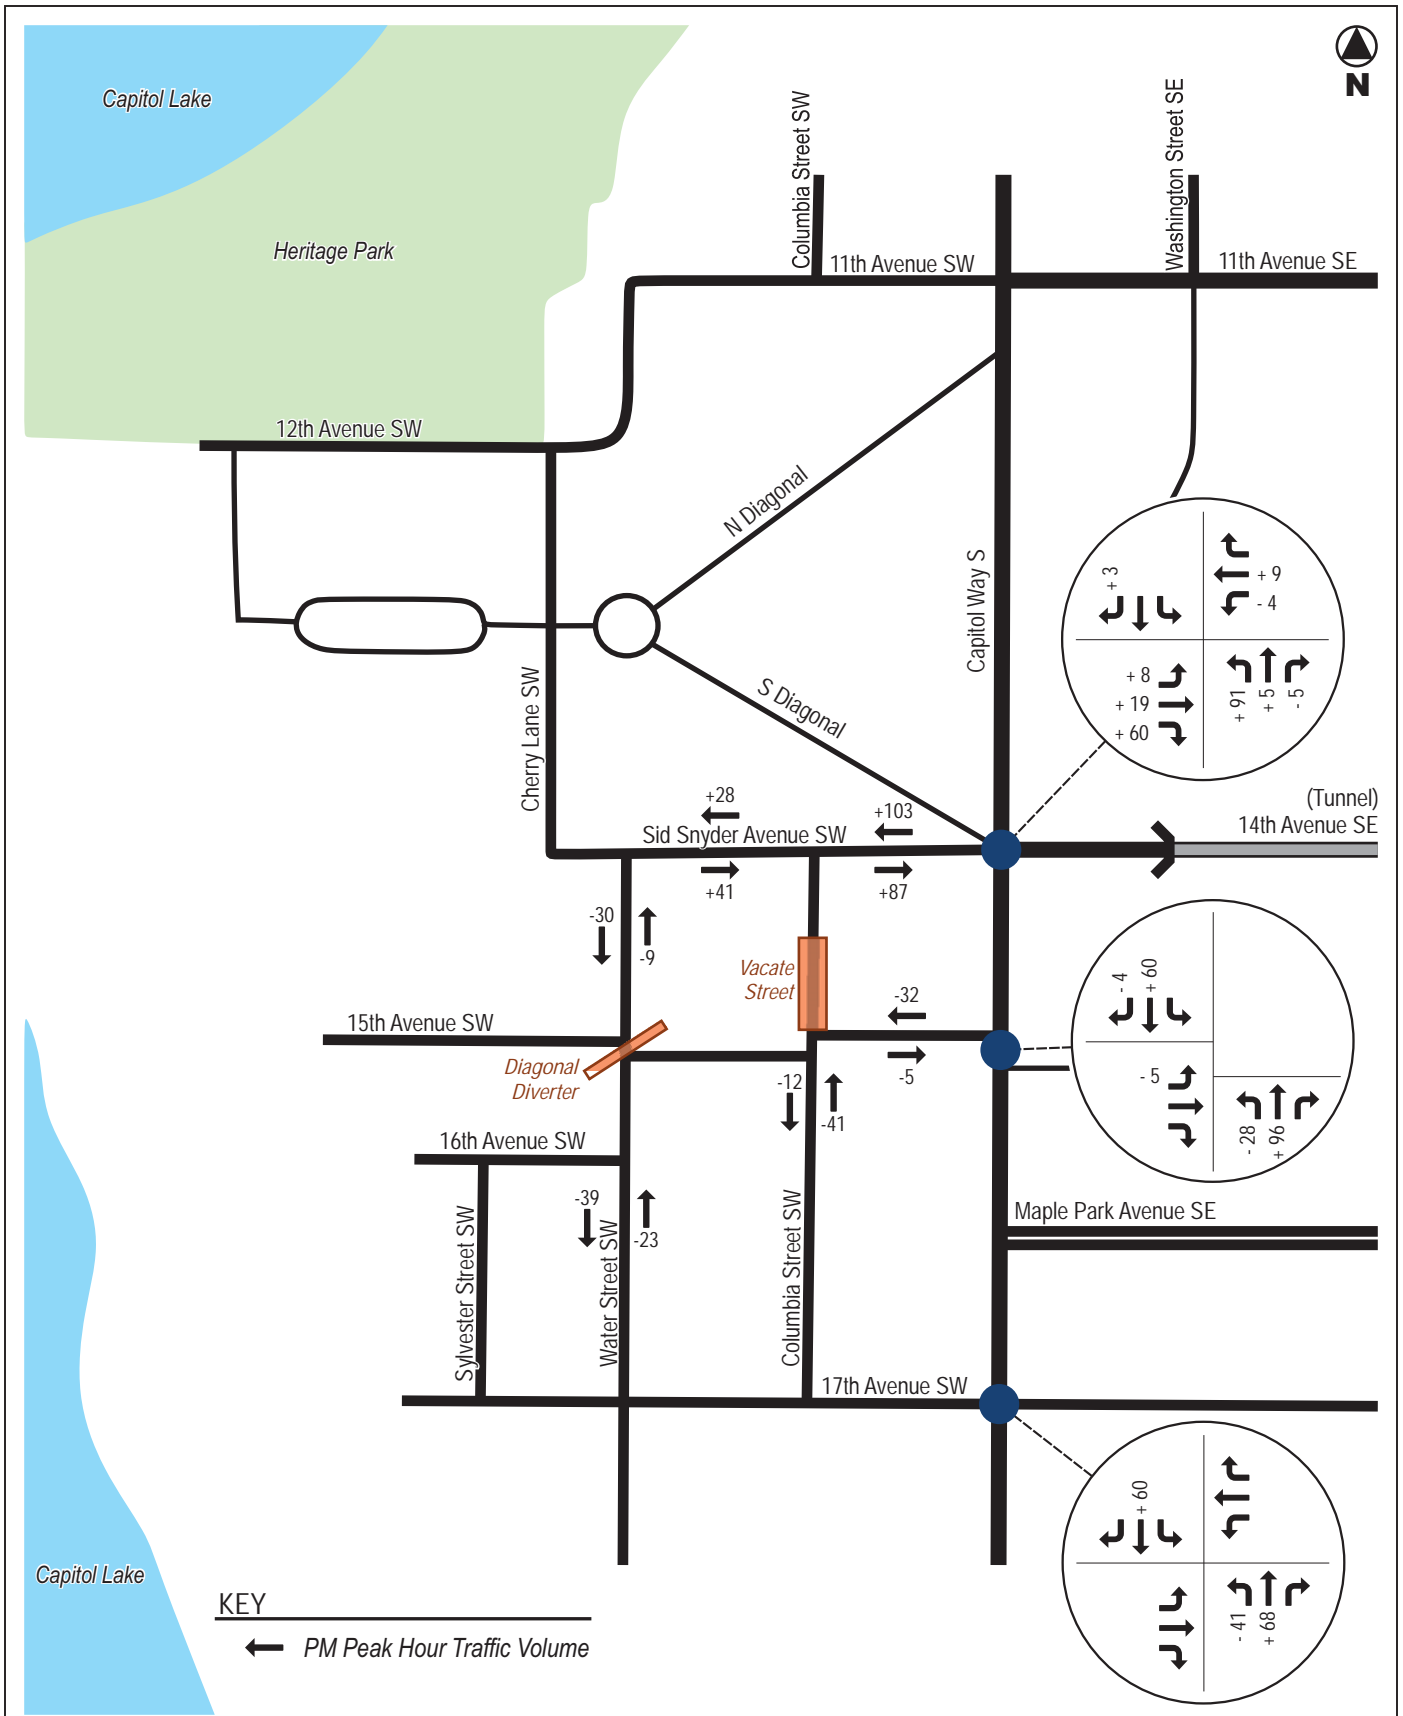 Capitol Lake
Heritage Park
N
Columbia Street SW
Washington Street SE
11th Avenue SW
11th Avenue SE
12th Avenue SW
N Diagonal
Capitol Way S
Cherry Lane SW
S Diagonal
+ 3
+ 9
- 4
+ 8
+ 19
+ 60
+ 91
+ 5
- 5
(Tunnel)
14th Avenue SE
+28
+103
Sid Snyder Avenue SW
+41
+87
-30
-9
Vacate
Street
-32
15th Avenue SW
-5
Diagonal
Diverter
-12
-41
- 4
+ 60
- 5
- 28
+ 96
16th Avenue SW
-39
-23
Sylvester Street SW
Water Street SW
Columbia Street SW
Maple Park Avenue SE
17th Avenue SW
+ 60
- 41
+ 68
Capitol Lake
KEY
PM Peak Hour Traffic Volume